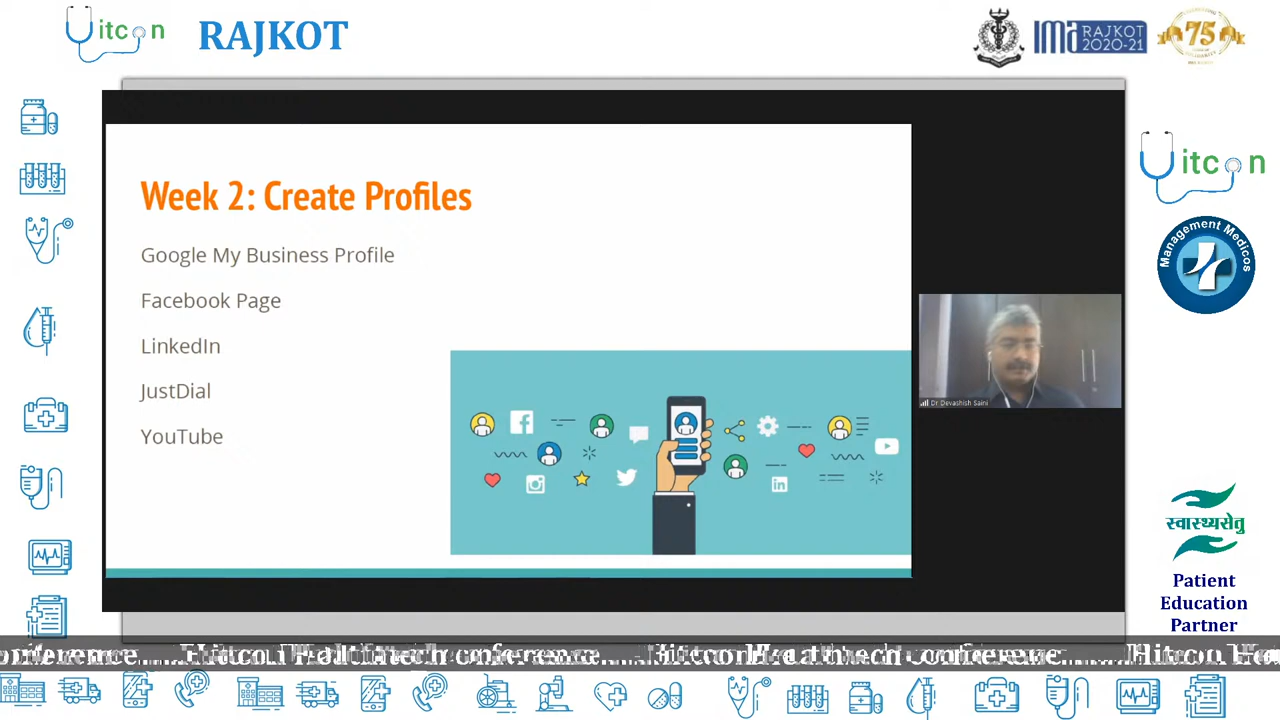 itcon
RAJKOT
ima RAJKOT
2020-21
75
Week 2: Create Profiles
Google My Business Profile
Facebook Page
LinkedIn
JustDial
YouTube
Dr Devashish Saini
itcon
Management Medicos
स्वास्थ्यसेतु
Patient
Education
Partner